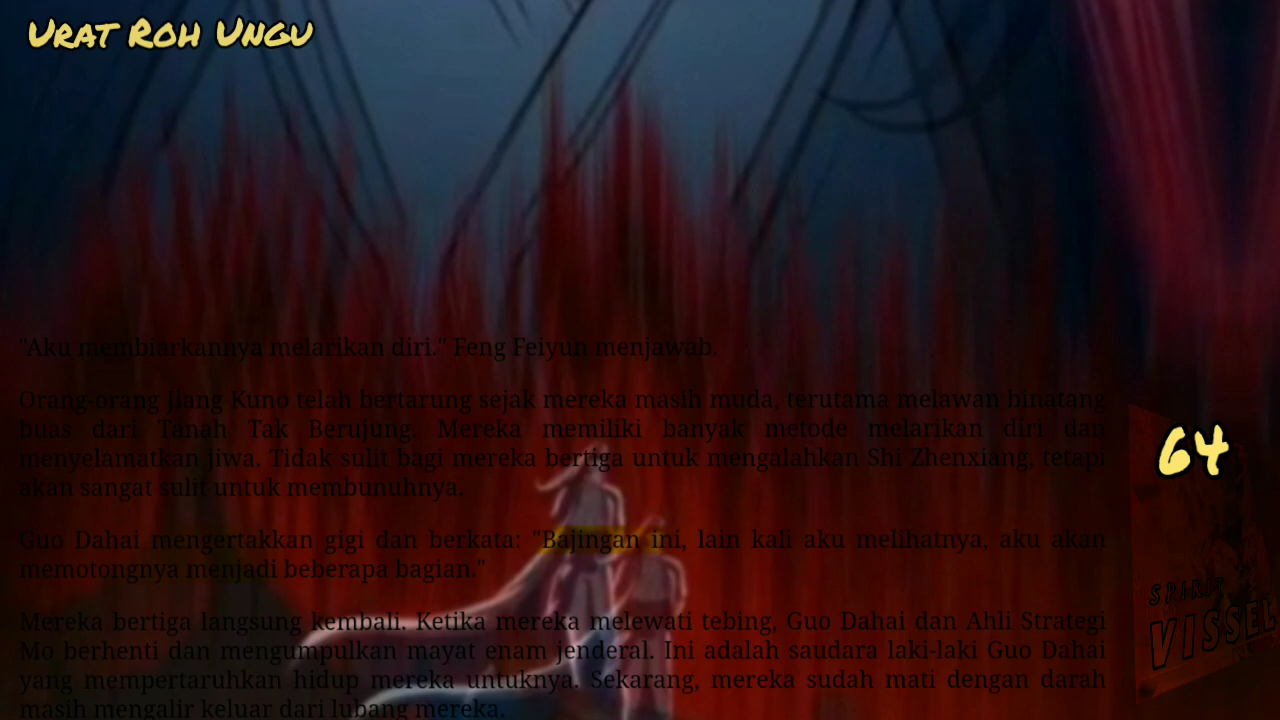 Urat Roh Ungu
"Aku membiarkannya melarikan diri." Feng Feiyun menjawab.
Orang-orang Jiang Kuno telah bertarung sejak mereka masih muda, terutama melawan binatang
buas dari Tanah Tak Berujung. Mereka memiliki banyak metode melarikan diri dan
menyelamatkan jiwa. Tidak sulit bagi mereka bertiga untuk mengalahkan Shi Zhenxiang, tetapi
akan sangat sulit untuk membunuhnya.
64
Guo Dahai mengertakkan gigi dan berkata: "Bajingan ini, lain kali aku melihatnya, aku akan
memotongnya menjadi beberapa bagian."
Mereka bertiga langsung kembali. Ketika mereka melewati tebing, Guo Dahai dan Ahli Strategi
Mo berhenti dan mengumpulkan mayat enam jenderal. Ini adalah saudara laki-laki Guo Dahai
yang mempertaruhkan hidup mereka untuknya. Sekarang, mereka sudah mati dengan darah
masih mengalir keluar dari lubang mereka.
SPIRIT
VISSEL